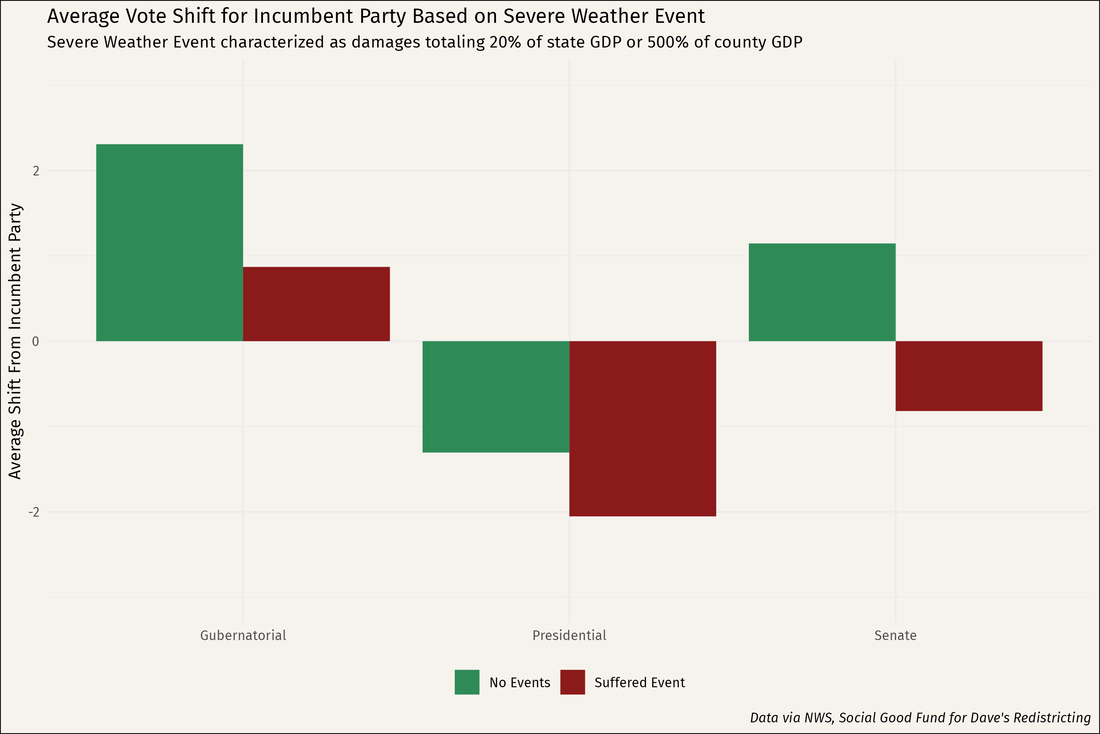 Average Vote Shift for Incumbent Party Based on Severe Weather Event
Severe Weather Event characterized as damages totaling 20% of state GDP or 500% of county GDP
Average Shift From Incumbent Party
2
0
-2
Gubernatorial
Presidential
Senate
No Events
Suffered Event
Data via NWS, Social Good Fund for Dave's Redistricting